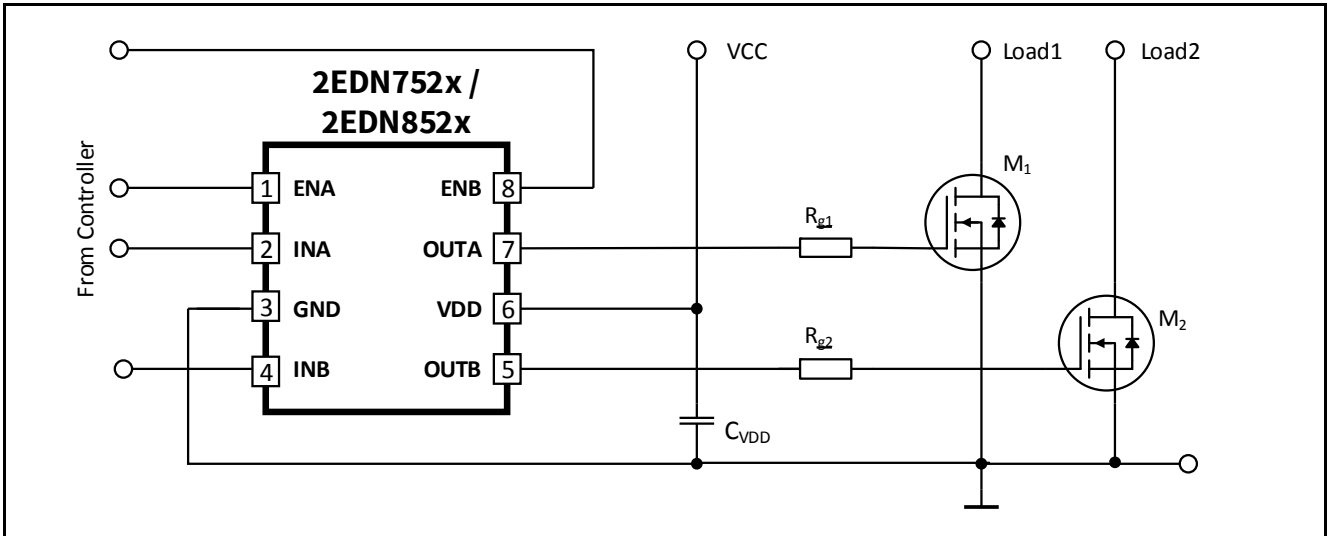 VCC
Load1
Load2
2EDN752x /
2EDN852x
From Controller
M1
1 ENA
ENB 8
Rg1
2 INA
OUTA 7
3 GND
VDD 6
M2
Rg2
4 INB
OUTB 5
CVDD